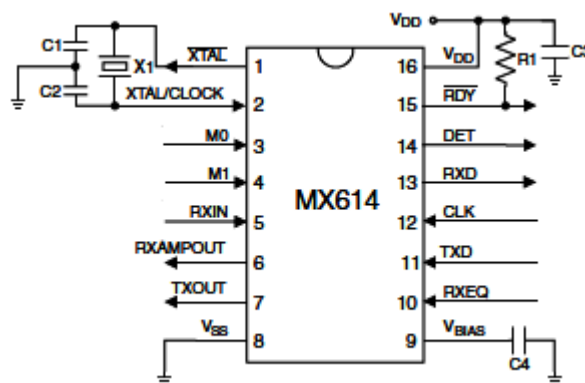 VDD
C1
XTAL
1
X1
C2
XTAL/CLOCK
2
M0
3
M1
4
RXIN
5
RXAMPOUT
6
TXOUT
7
VSS
8
MX614
16
VDD
R1
15
RDY
14
DET
13
RXD
12
CLK
11
TXD
10
RXEQ
9
VBIAS
C4